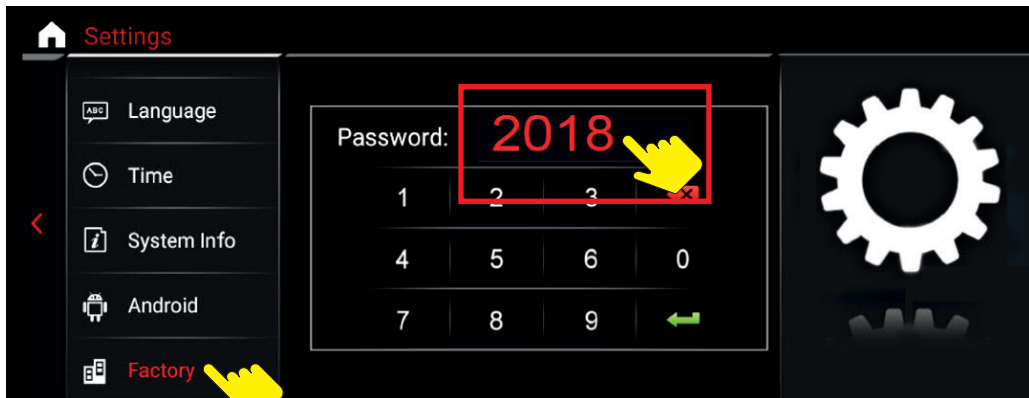 Settings
ABC Language
Time
i System Info
Android
Factory
Password: 2018
1 2 3
4 5 6 0
7 8 9